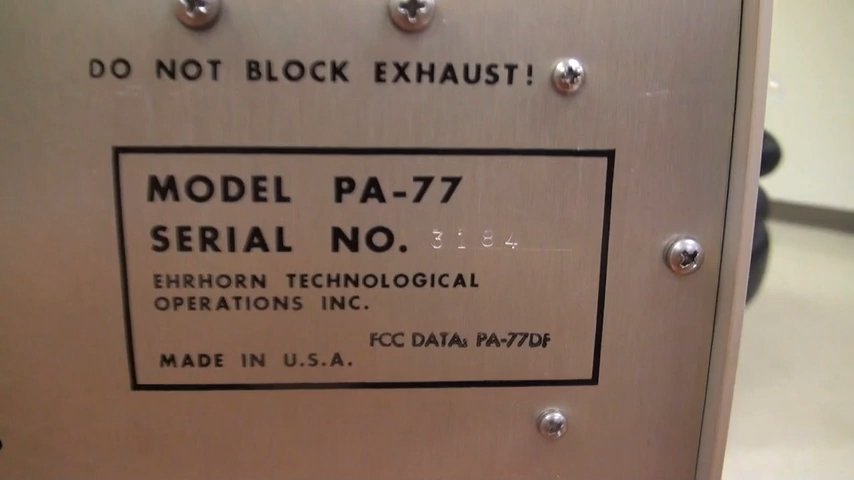 DO NOT BLOCK EXHAUST!
MODEL PA-77
SERIAL NO. 3184
EHRHORN TECHNOLOGICAL
OPERATIONS INC.
FCC DATA: PA-77DF
MADE IN U.S.A.